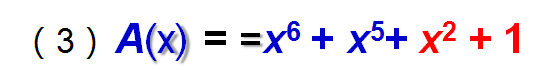 ( 3 ) A(x) = =x⁶ + x⁵+ x² + 1